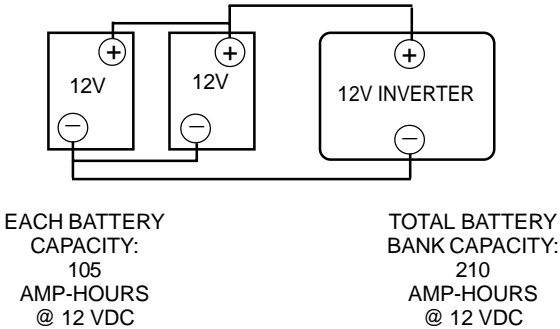 +
+
+
12V
12V
12V INVERTER
−
−
−
EACH BATTERY
CAPACITY:
105
AMP-HOURS
@ 12 VDC
TOTAL BATTERY
BANK CAPACITY:
210
AMP-HOURS
@ 12 VDC